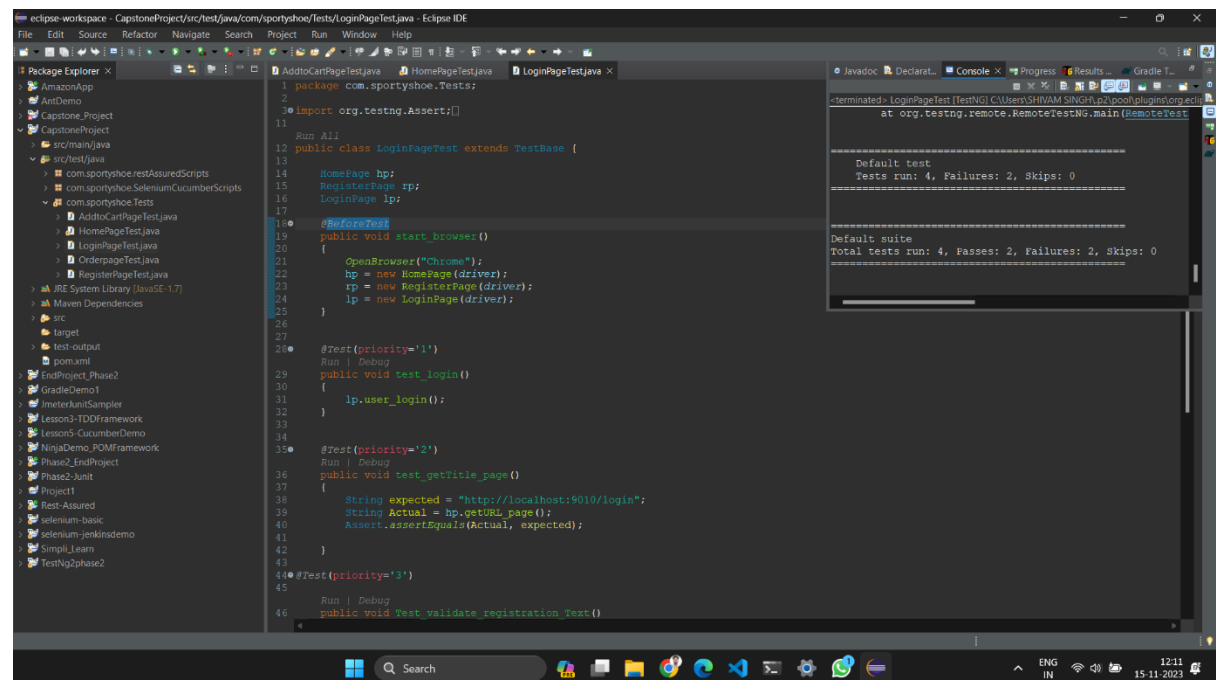 eclipse-workspace - CapstoneProject/src/test/java/com/sportyshoe/Tests/LoginPageTest.java - Eclipse IDE
File Edit Source Refactor Navigate Search Project Run Window Help
Package Explorer ×
AmazonApp
AntDemo
Capstone_Project
CapstoneProject
src/main/java
src/test/java
com.sportyshoe.restAssuredScripts
com.sportyshoe.SeleniumCucumberScripts
com.sportyshoe.Tests
AddtoCartPageTest.java
HomePageTest.java
LoginPageTest.java
OrderpageTest.java
RegisterPageTest.java
JRE System Library [JavaSE-1.7]
Maven Dependencies
src
target
test-output
pom.xml
EndProject_Phase2
GradleDemo1
JmeterJunitSampler
Lesson3-TDDFramework
Lesson5-CucumberDemo
NinjaDemo_POMFramework
Phase2_EndProject
Phase2-Junit
Project1
Rest-Assured
selenium-basic
selenium-jenkinsdemo
Simpli_Learn
TestNg2phase2
AddtoCartPageTest.java HomePageTest.java LoginPageTest.java ×
1 package com.sportyshoe.Tests;
2
3 import org.testng.Assert;
11
Run All
12 public class LoginPageTest extends TestBase {
13
14 HomePage hp;
15 RegisterPage rp;
16 LoginPage lp;
17
18 @BeforeTest
19 public void start_browser()
20 {
21 OpenBrowser("Chrome");
22 hp = new HomePage(driver);
23 rp = new RegisterPage(driver);
24 lp = new LoginPage(driver);
25 }
26
27
28 @Test(priority='1')
Run | Debug
29 public void test_login()
30 {
31 lp.user_login();
32 }
33
34
35 @Test(priority='2')
Run | Debug
36 public void test_getTitle_page()
37 {
38 String expected = "http://localhost:9010/login";
39 String Actual = hp.getURL_page();
40 Assert.assertEquals(Actual, expected);
41
42 }
43
44 @Test(priority='3')
45
Run | Debug
46 public void Test_validate_registration_Text()
Javadoc Declarat... Console × Progress Results ... Gradle T...
<terminated> LoginPageTest [TestNG] C:\Users\SHIVAM SINGH\.p2\pool\plugins\org.eclip
at org.testng.remote.RemoteTestNG.main(RemoteTest
===============================================
Default test
Tests run: 4, Failures: 2, Skips: 0
===============================================
===============================================
Default suite
Total tests run: 4, Passes: 2, Failures: 2, Skips: 0
===============================================
Search
ENG
IN
12:11
15-11-2023